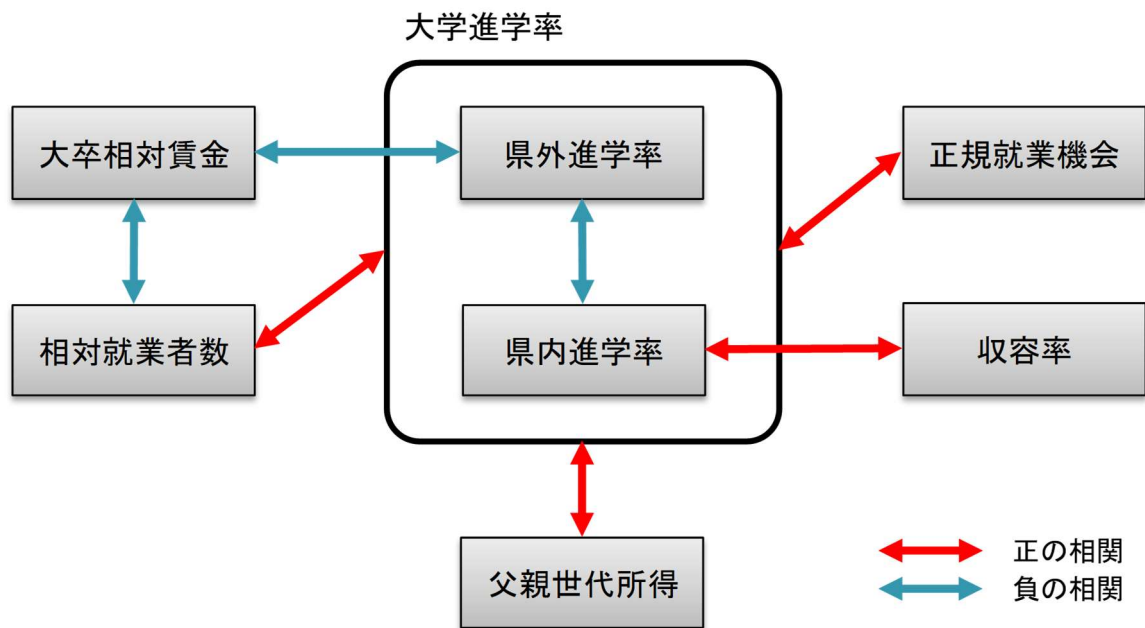 大学進学率
大卒相対賃金
県外進学率
正規就業機会
相対就業者数
県内進学率
収容率
父親世代所得
正の相関
負の相関